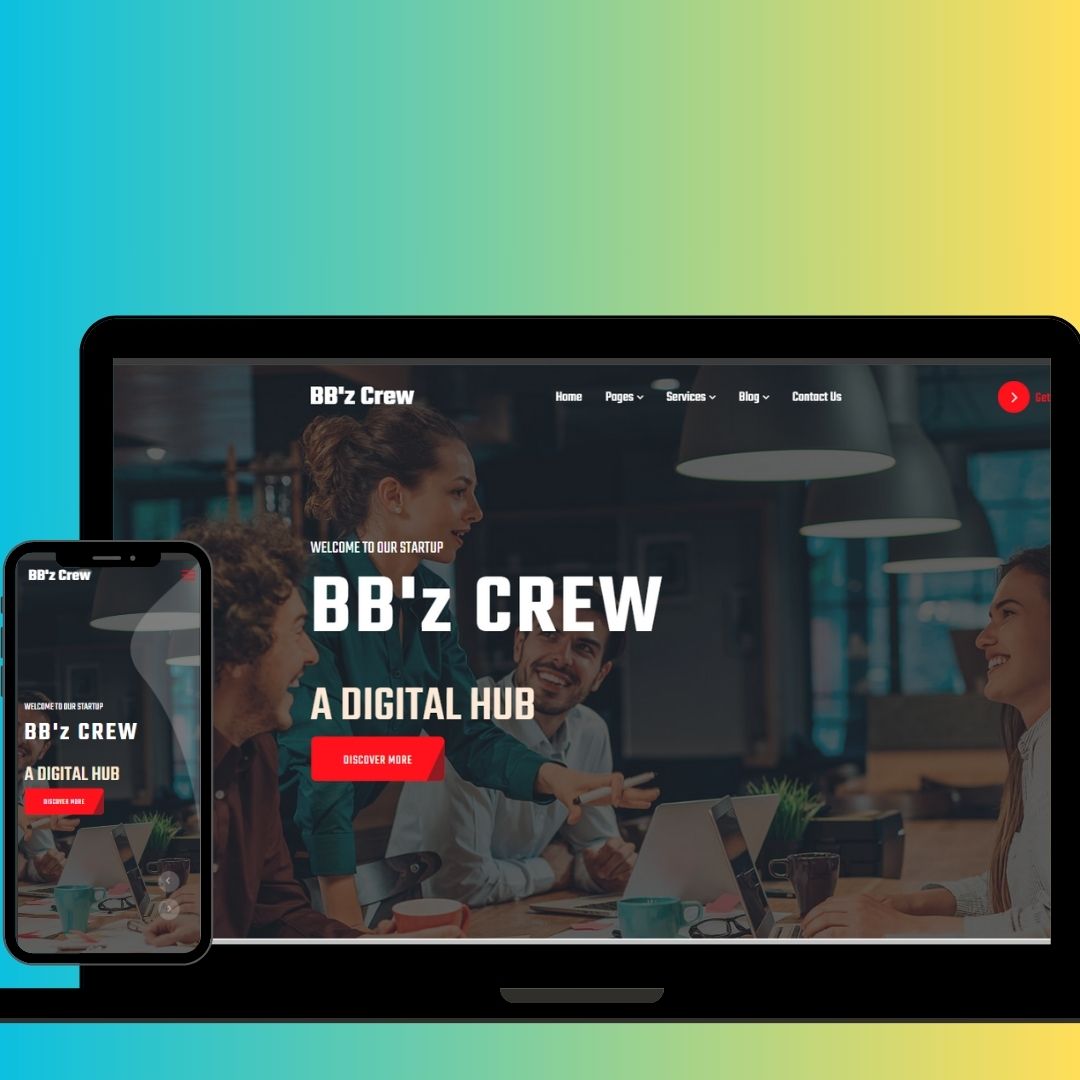 BB'z Crew
Home Pages Services Blog Contact Us
Get
WELCOME TO OUR STARTUP
BB'z CREW
A DIGITAL HUB
DISCOVER MORE
BB'z Crew
WELCOME TO OUR STARTUP
BB'z CREW
A DIGITAL HUB
DISCOVER MORE